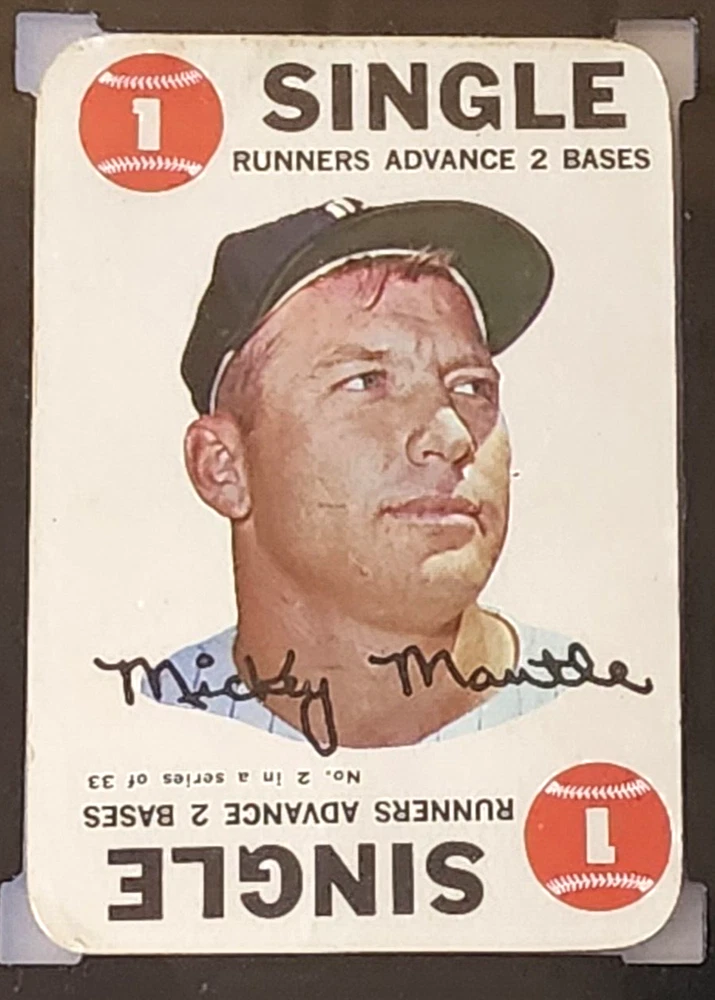 1
SINGLE
RUNNERS ADVANCE 2 BASES
Mickey Mantle
No. 2 in a series of 33
RUNNERS ADVANCE 2 BASES
SINGLE
1